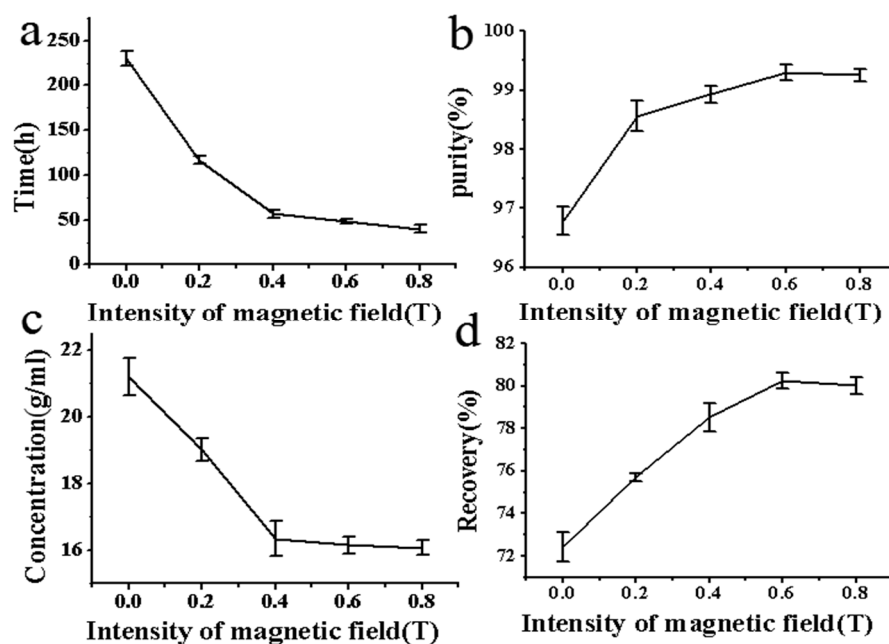 a
Time(h)
250
200
150
100
50
0
0.0 0.2 0.4 0.6 0.8
Intensity of magnetic field(T)
b
purity(%)
100
99
98
97
96
0.0 0.2 0.4 0.6 0.8
Intensity of magnetic field(T)
c
Concentration(g/ml)
22
20
18
16
0.0 0.2 0.4 0.6 0.8
Intensity of magnetic field(T)
d
Recovery(%)
80
78
76
74
72
0.0 0.2 0.4 0.6 0.8
Intensity of magnetic field(T)